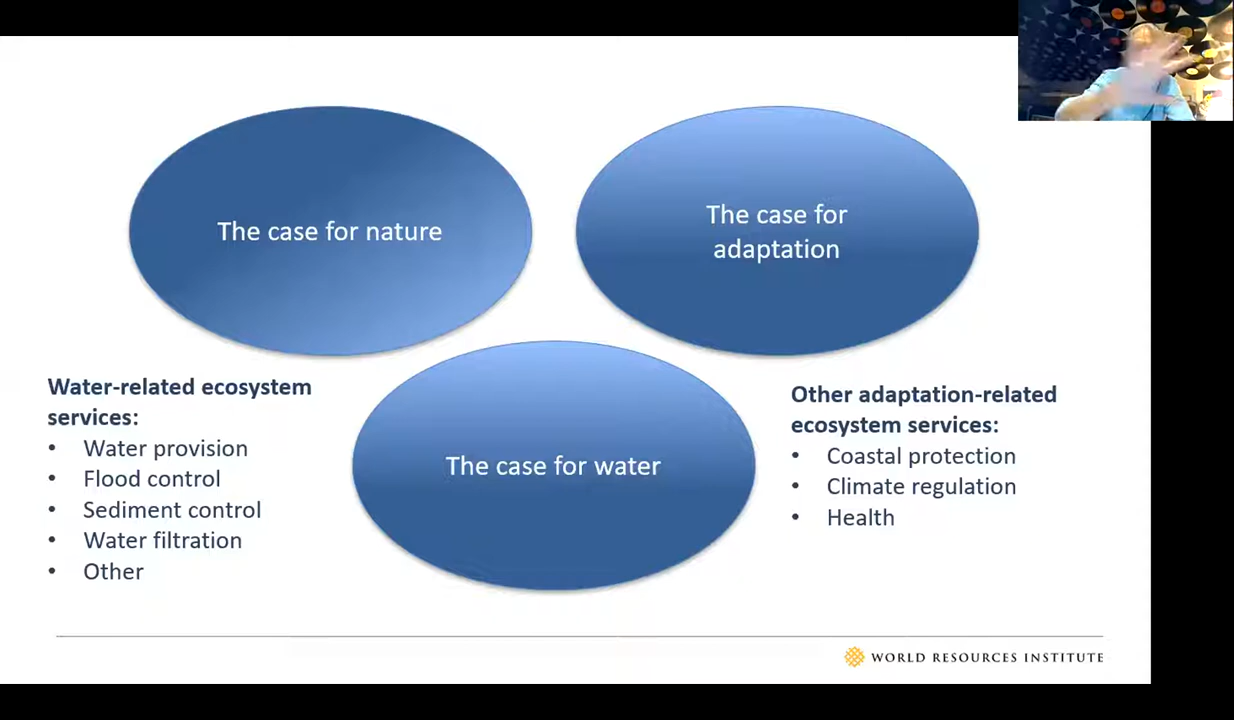 The case for nature
The case for
adaptation
The case for water
Water-related ecosystem
services:
• Water provision
• Flood control
• Sediment control
• Water filtration
• Other
Other adaptation-related
ecosystem services:
• Coastal protection
• Climate regulation
• Health
WORLD RESOURCES INSTITUTE